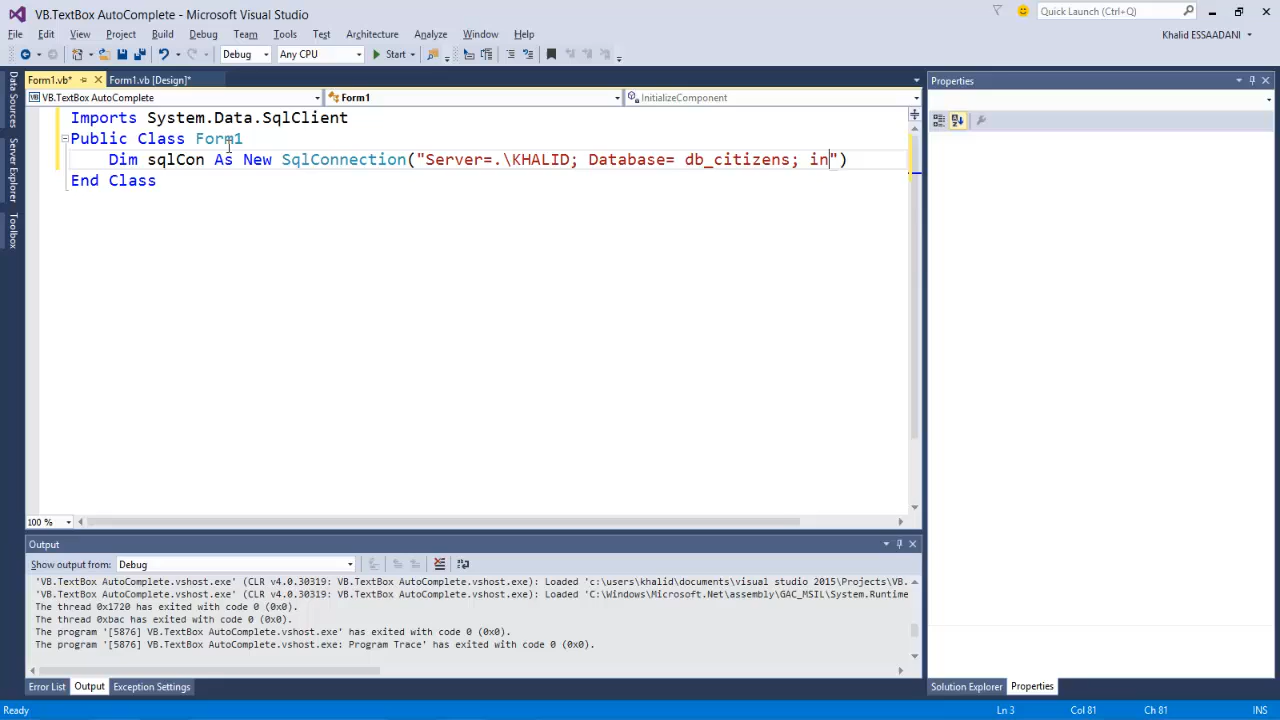 VB.TextBox AutoComplete - Microsoft Visual Studio
Quick Launch (Ctrl+Q)
File Edit View Project Build Debug Team Tools Test Architecture Analyze Window Help
Khalid ESSAADANI
Debug Any CPU Start
Form1.vb* Form1.vb [Design]*
Properties
VB.TextBox AutoComplete Form1 InitializeComponent
Data Sources
Server Explorer
Toolbox
Imports System.Data.SqlClient
Public Class Form1
Dim sqlCon As New SqlConnection("Server=.\KHALID; Database= db_citizens; in")
End Class
100 %
Output
Show output from: Debug
'VB.TextBox AutoComplete.vshost.exe' (CLR v4.0.30319: VB.TextBox AutoComplete.vshost.exe): Loaded 'c:\users\khalid\documents\visual studio 2015\Projects\VB.
'VB.TextBox AutoComplete.vshost.exe' (CLR v4.0.30319: VB.TextBox AutoComplete.vshost.exe): Loaded 'C:\Windows\Microsoft.Net\assembly\GAC_MSIL\System.Runtime
The thread 0x1720 has exited with code 0 (0x0).
The thread 0xbac has exited with code 0 (0x0).
The program '[5876] VB.TextBox AutoComplete.vshost.exe' has exited with code 0 (0x0).
The program '[5876] VB.TextBox AutoComplete.vshost.exe: Program Trace' has exited with code 0 (0x0).
Error List Output Exception Settings
Solution Explorer Properties
Ready Ln 3 Col 81 Ch 81 INS